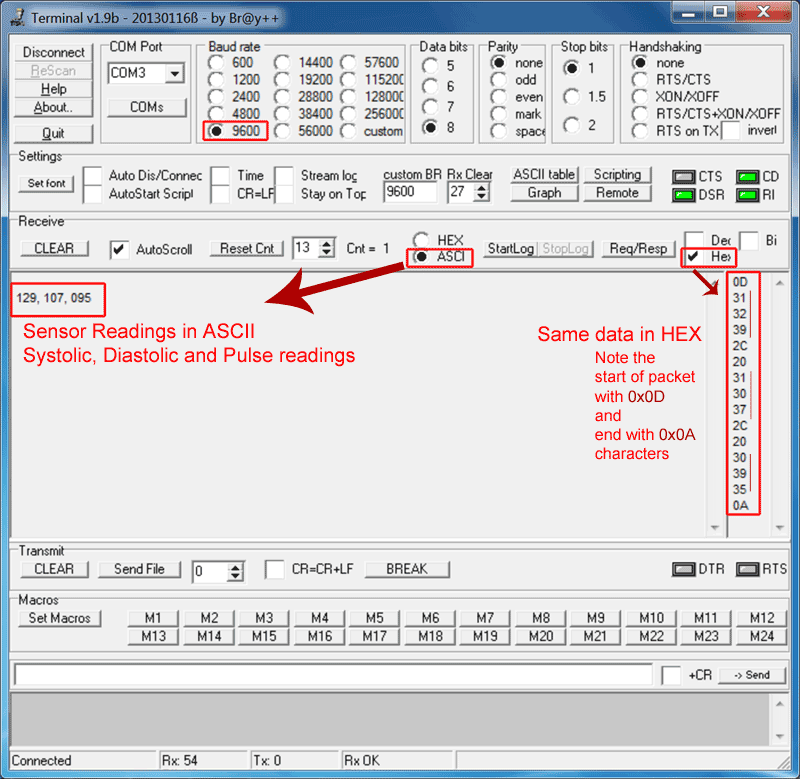 Terminal v1.9b - 20130116ß - by Br@y++
Disconnect
ReScan
Help
About..
Quit
COM Port
COM3
COMs
Baud rate
600 14400 57600
1200 19200 115200
2400 28800 128000
4800 38400 256000
9600 56000 custom
Data bits
5
6
7
8
Parity
none
odd
even
mark
space
Stop bits
1
1.5
2
Handshaking
none
RTS/CTS
XON/XOFF
RTS/CTS+XON/XOFF
RTS on TX invert
Settings
Set font
Auto Dis/Connec Time Stream log
AutoStart Script CR=LF Stay on Top
custom BR Rx Clear
9600 27
ASCII table Scripting
Graph Remote
CTS CD
DSR RI
Receive
CLEAR AutoScroll Reset Cnt 13 Cnt = 1
HEX
ASCI
StartLog StopLog Req/Resp
Dec Bi
Hex
129, 107, 095
Sensor Readings in ASCII
Systolic, Diastolic and Pulse readings
Same data in HEX
Note the
start of packet
with 0x0D
and
end with 0x0A
characters
0D
31
32
39
2C
20
31
30
37
2C
20
30
39
35
0A
Transmit
CLEAR Send File 0 CR=CR+LF BREAK DTR RTS
Macros
Set Macros M1 M2 M3 M4 M5 M6 M7 M8 M9 M10 M11 M12
M13 M14 M15 M16 M17 M18 M19 M20 M21 M22 M23 M24
+CR -> Send
Connected Rx: 54 Tx: 0 Rx OK